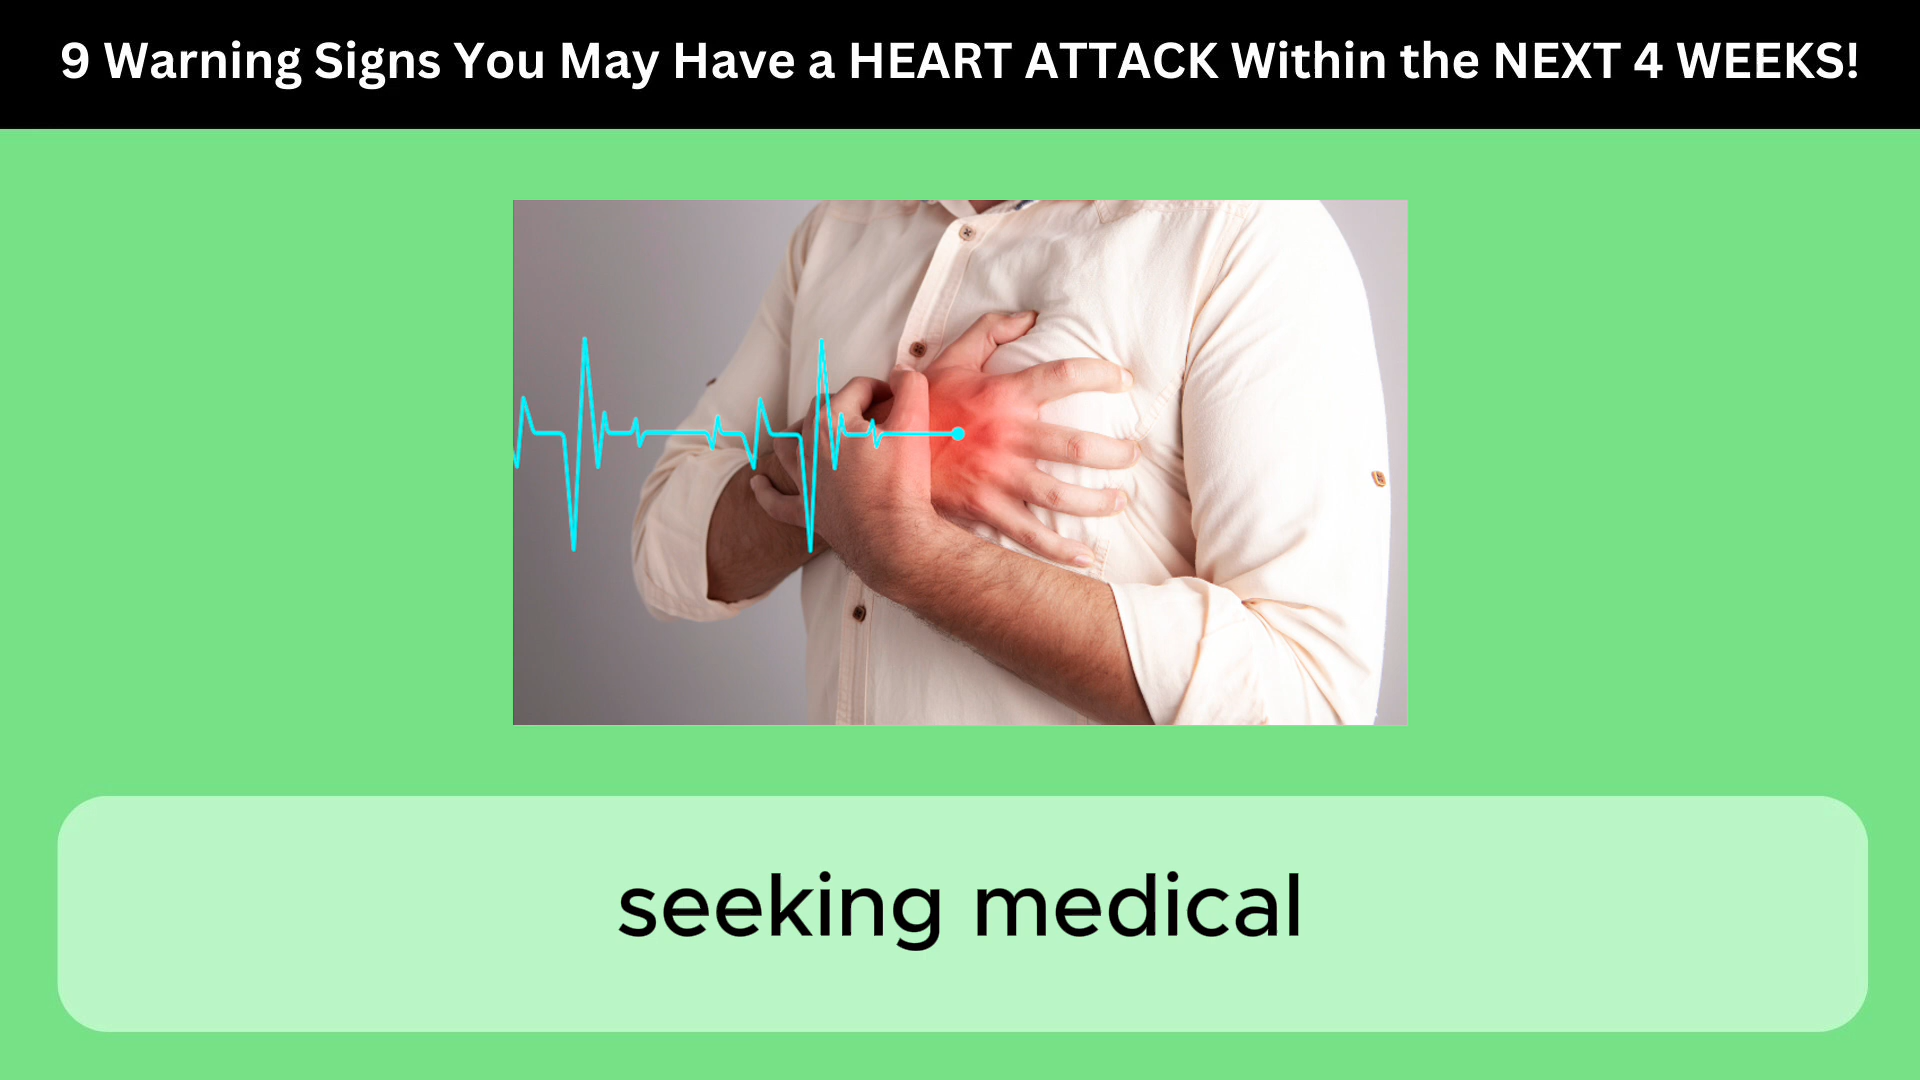 9 Warning Signs You May Have a HEART ATTACK Within the NEXT 4 WEEKS!
seeking medical